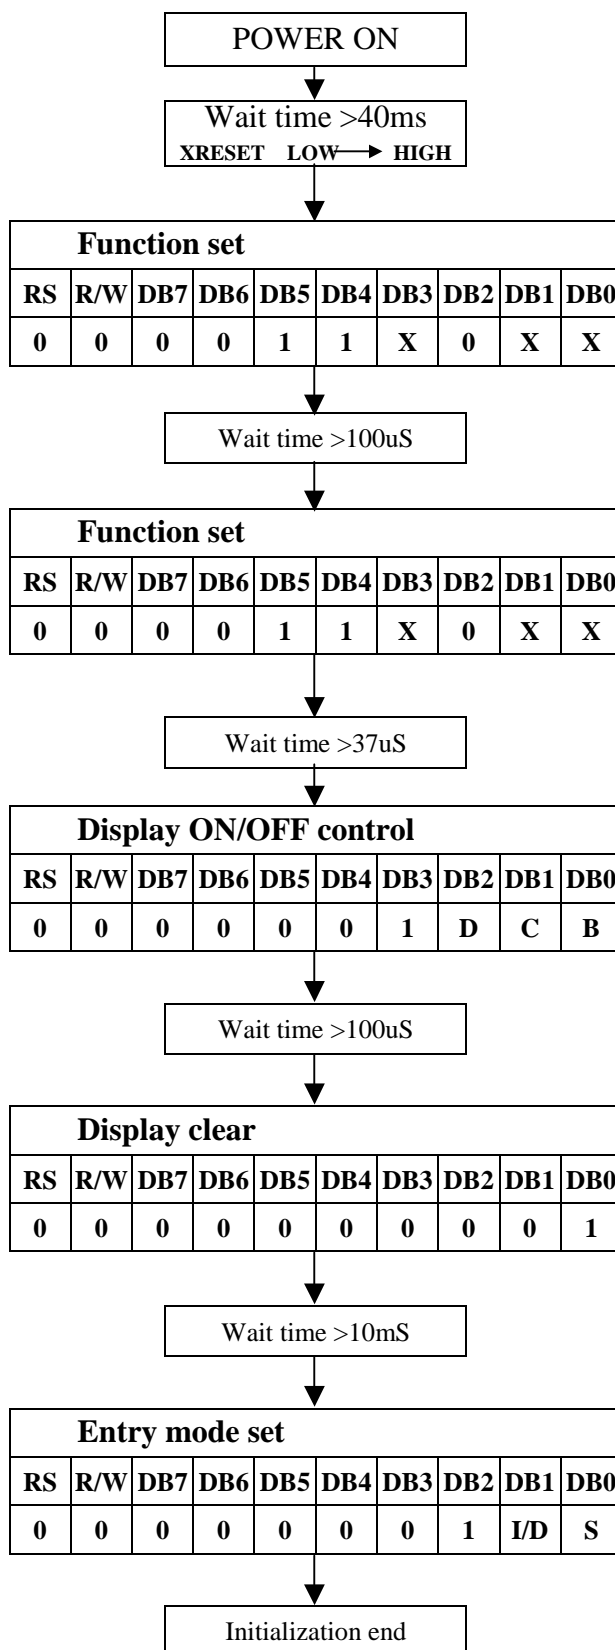 POWER ON
Wait time >40ms
XRESET LOW HIGH
Function set
RS R/W DB7 DB6 DB5 DB4 DB3 DB2 DB1 DB0
0 0 0 0 1 1 X 0 X X
Wait time >100uS
Function set
RS R/W DB7 DB6 DB5 DB4 DB3 DB2 DB1 DB0
0 0 0 0 1 1 X 0 X X
Wait time >37uS
Display ON/OFF control
RS R/W DB7 DB6 DB5 DB4 DB3 DB2 DB1 DB0
0 0 0 0 0 0 1 D C B
Wait time >100uS
Display clear
RS R/W DB7 DB6 DB5 DB4 DB3 DB2 DB1 DB0
0 0 0 0 0 0 0 0 0 1
Wait time >10mS
Entry mode set
RS R/W DB7 DB6 DB5 DB4 DB3 DB2 DB1 DB0
0 0 0 0 0 0 0 1 I/D S
Initialization end